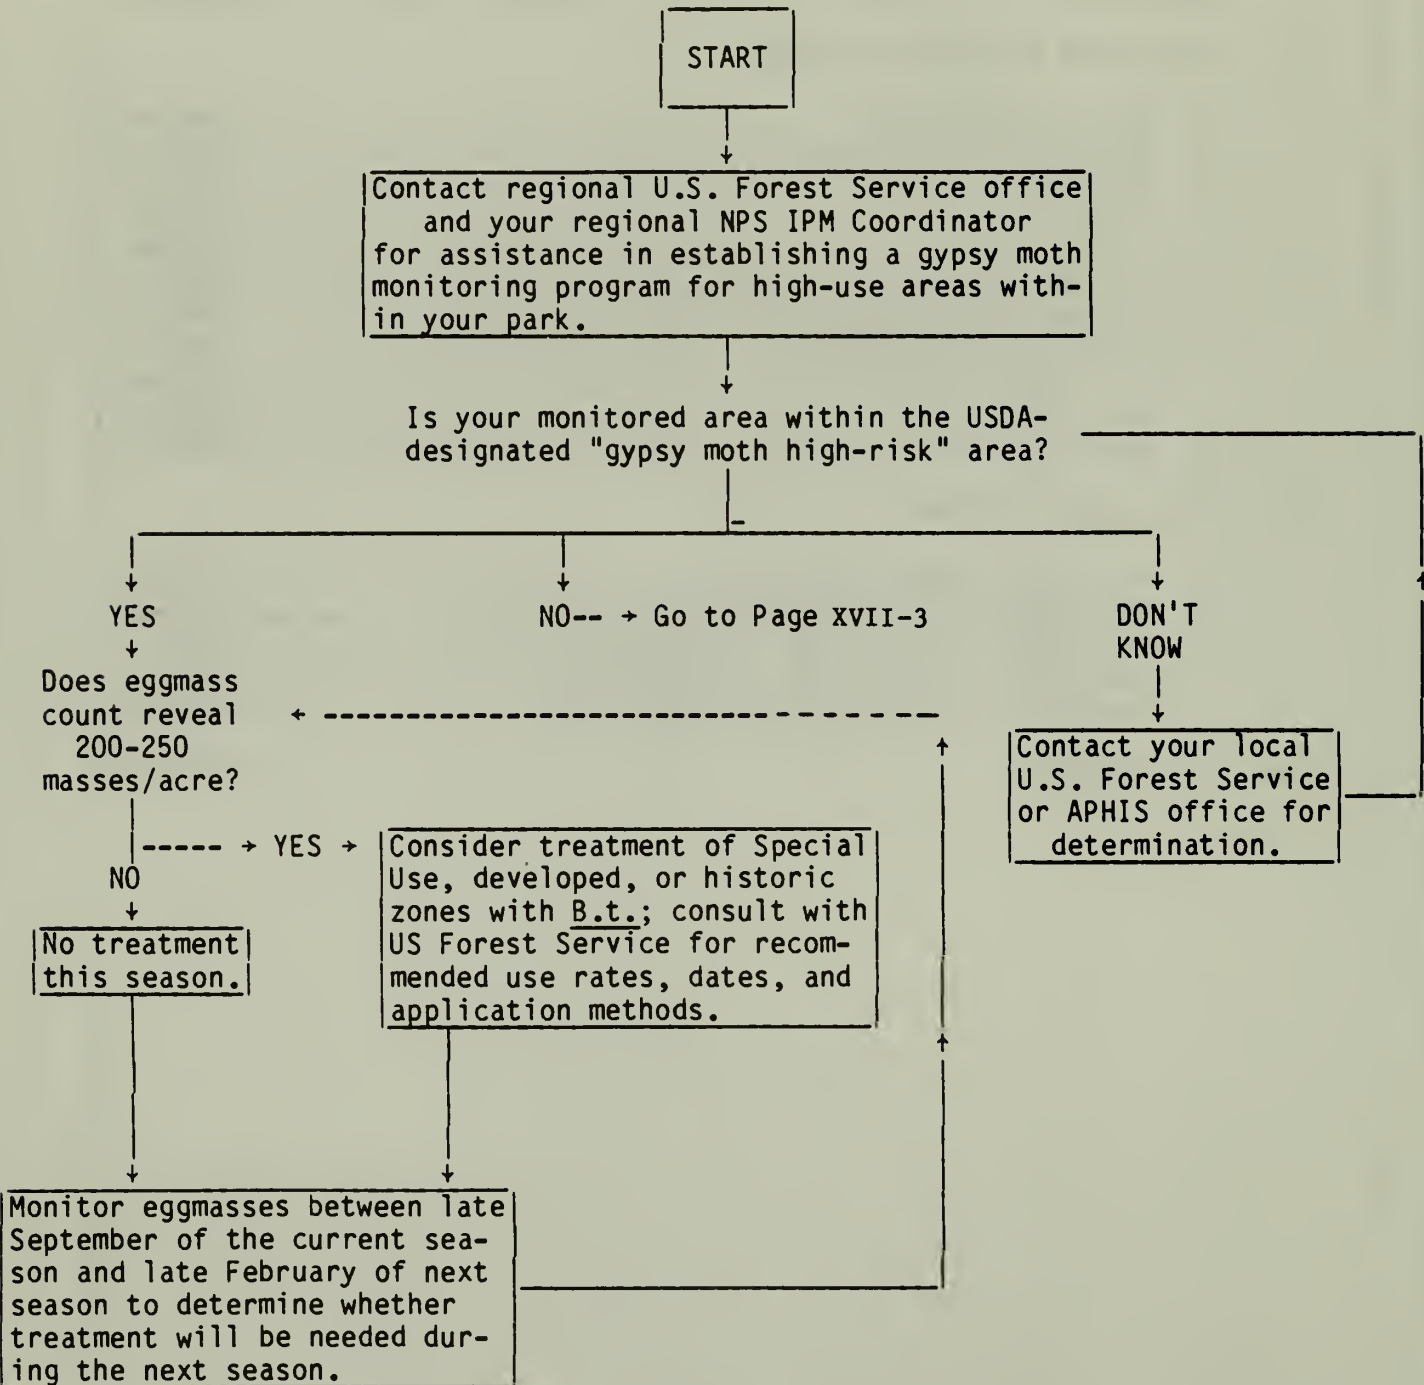 START
Contact regional U.S. Forest Service office
and your regional NPS IPM Coordinator
for assistance in establishing a gypsy moth
monitoring program for high-use areas with-
in your park.
Is your monitored area within the USDA-
designated "gypsy moth high-risk" area?
YES
NO-- → Go to Page XVII-3
DON'T
KNOW
Does eggmass
count reveal
200-250
masses/acre?
Contact your local
U.S. Forest Service
or APHIS office for
determination.
YES
NO
Consider treatment of Special
Use, developed, or historic
zones with B.t.; consult with
US Forest Service for recom-
mended use rates, dates, and
application methods.
No treatment
this season.
Monitor eggmasses between late
September of the current sea-
son and late February of next
season to determine whether
treatment will be needed dur-
ing the next season.